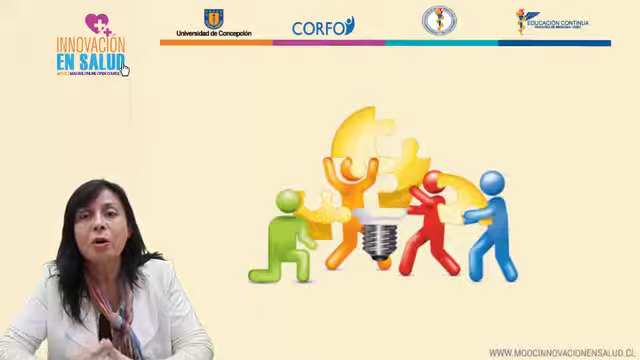 INNOVACIÓN
EN SALUD
Universidad de Concepción
CORFO
EDUCACIÓN CONTINUA
WWW.MOOCINNOVACIONENSALUD.CL